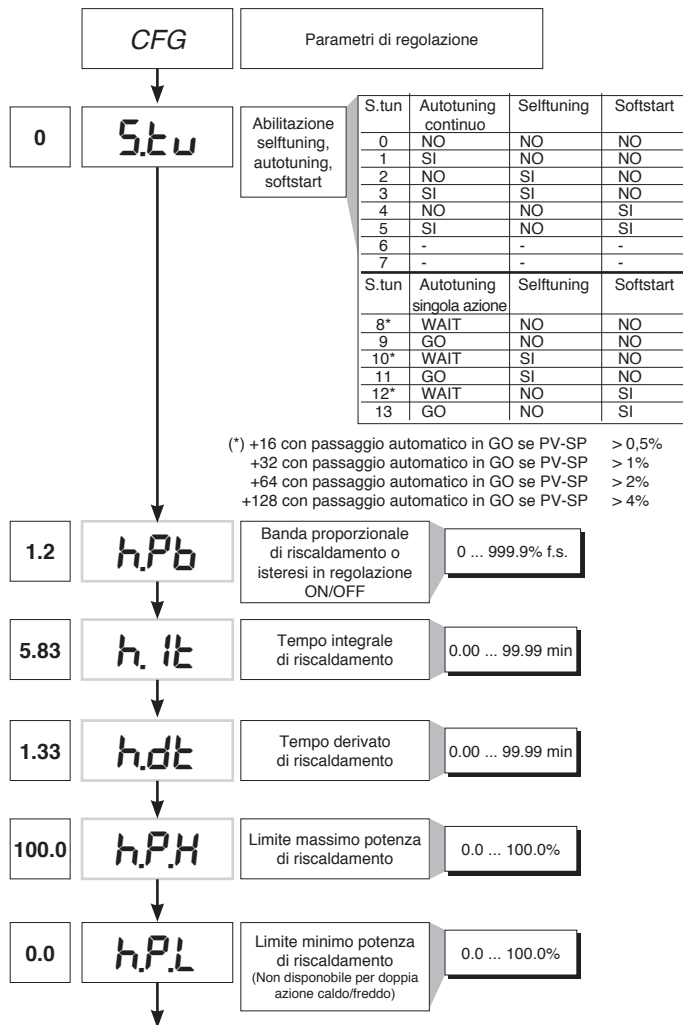 CFG
Parametri di regolazione
0
S.tu
Abilitazione
selftuning,
autotuning,
softstart
S.tun Autotuning Selftuning Softstart
continuo
0 NO NO NO
1 SI NO NO
2 NO SI NO
3 SI SI NO
4 NO NO SI
5 SI NO SI
6 - - -
7 - - -
S.tun Autotuning Selftuning Softstart
singola azione
8* WAIT NO NO
9 GO NO NO
10* WAIT SI NO
11 GO SI NO
12* WAIT NO SI
13 GO NO SI
(*) +16 con passaggio automatico in GO se PV-SP > 0,5%
+32 con passaggio automatico in GO se PV-SP > 1%
+64 con passaggio automatico in GO se PV-SP > 2%
+128 con passaggio automatico in GO se PV-SP > 4%
1.2
h.Pb
Banda proporzionale
di riscaldamento o
isteresi in regolazione
ON/OFF
0 ... 999.9% f.s.
5.83
h.It
Tempo integrale
di riscaldamento
0.00 ... 99.99 min
1.33
h.dt
Tempo derivato
di riscaldamento
0.00 ... 99.99 min
100.0
h.P.H
Limite massimo potenza
di riscaldamento
0.0 ... 100.0%
0.0
h.P.L
Limite minimo potenza
di riscaldamento
(Non disponobile per doppia
azione caldo/freddo)
0.0 ... 100.0%